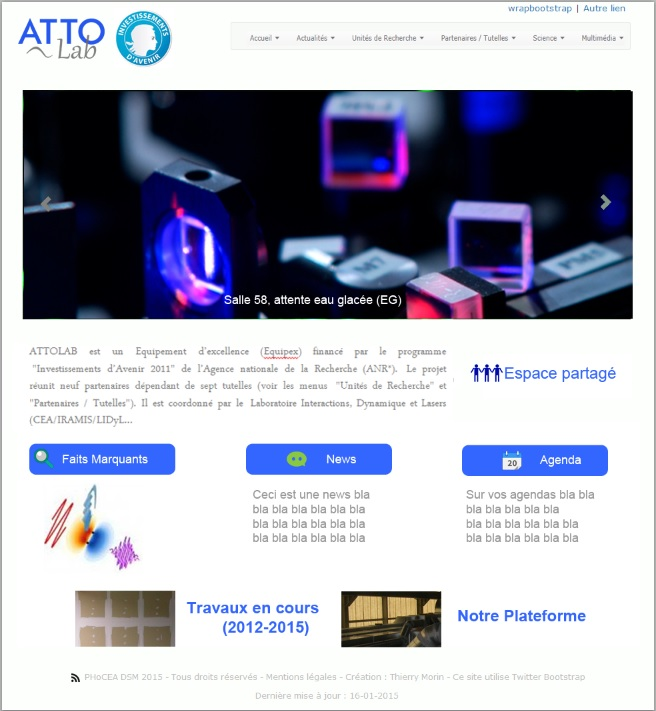 wrapbootstrap | Autre lien
ATTO
Lab
INVESTISSEMENTS
D'AVENIR
Accueil Actualités Unités de Recherche Partenaires / Tutelles Science Multimédia
M7
Salle 58, attente eau glacée (EG)
ATTOLAB est un Equipement d'excellence (Equipex) financé par le programme
"Investissements d'Avenir 2011" de l'Agence nationale de la Recherche (ANR*). Le projet
réunit neuf partenaires dépendant de sept tutelles (voir les menus "Unités de Recherche" et
"Partenaires / Tutelles"). Il est coordonné par le Laboratoire Interactions, Dynamique et Lasers
(CEA/IRAMIS/LIDyL...
Espace partagé
Faits Marquants
News
20
Agenda
Ceci est une news bla
bla bla bla bla bla bla
bla bla bla bla bla bla
bla bla bla bla bla bla
Sur vos agendas bla bla
bla bla bla bla bla
bla bla bla bla bla bla
bla bla bla bla bla bla
Travaux en cours
(2012-2015)
Notre Plateforme
PHoCEA DSM 2015 - Tous droits réservés - Mentions légales - Création : Thierry Morin - Ce site utilise Twitter Bootstrap
Dernière mise à jour : 16-01-2015